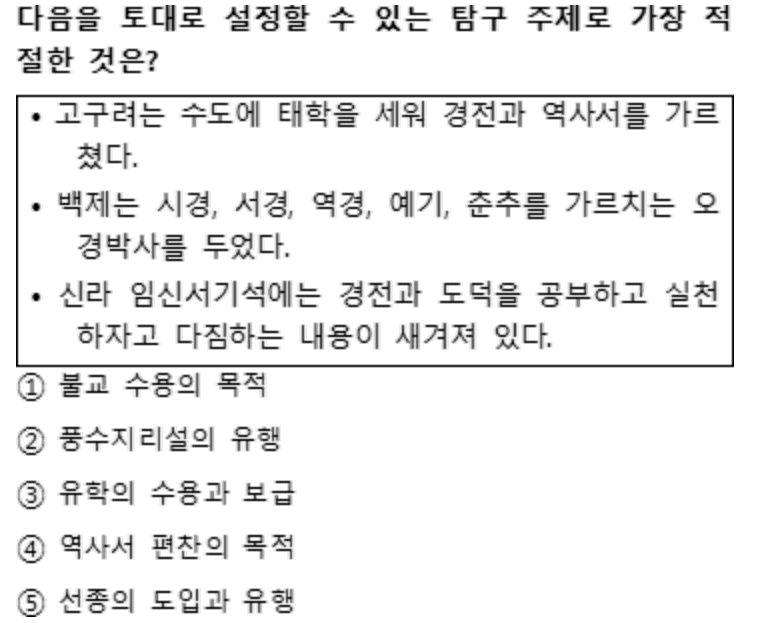 다음을 토대로 설정할 수 있는 탐구 주제로 가장 적
절한 것은?
• 고구려는 수도에 태학을 세워 경전과 역사서를 가르
쳤다.
• 백제는 시경, 서경, 역경, 예기, 춘추를 가르치는 오
경박사를 두었다.
• 신라 임신서기석에는 경전과 도덕을 공부하고 실천
하자고 다짐하는 내용이 새겨져 있다.
① 불교 수용의 목적
② 풍수지리설의 유행
③ 유학의 수용과 보급
④ 역사서 편찬의 목적
⑤ 선종의 도입과 유행